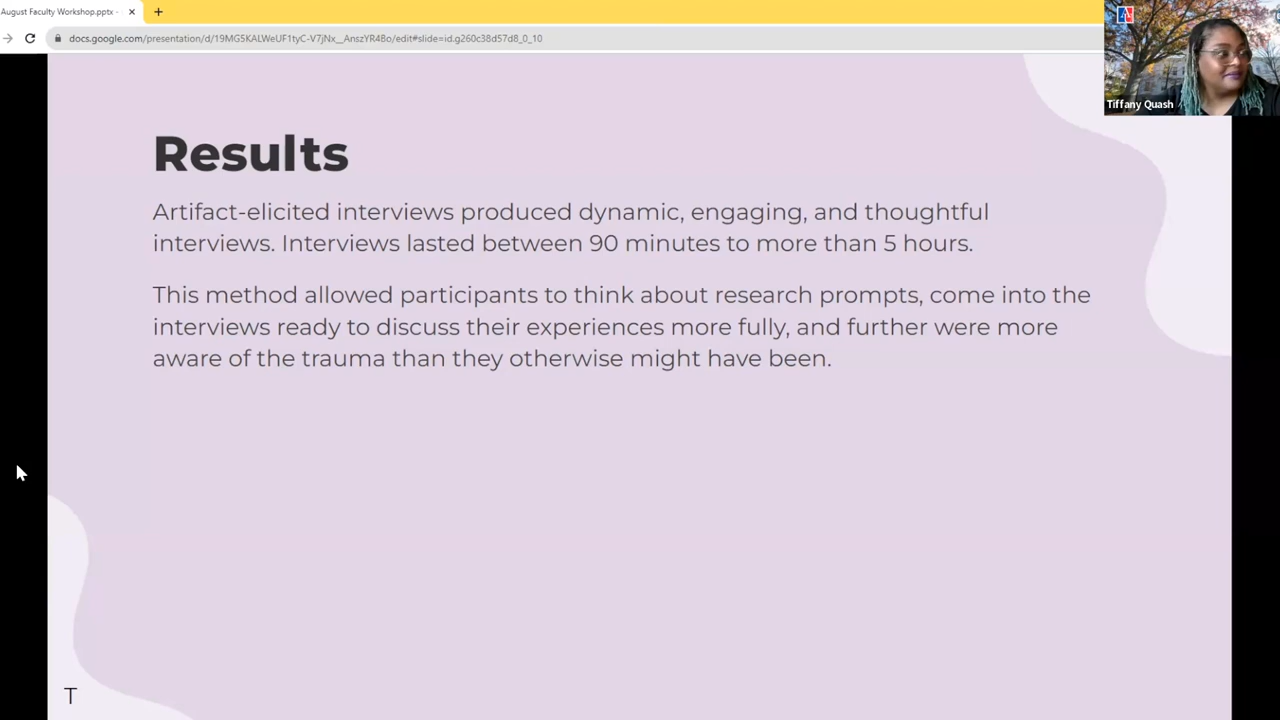 August Faculty Workshop.pptx -
docs.google.com/presentation/d/19MG5KALWeUF1tyC-V7jNx__AnszYR48o/edit#slide=id.g260c38d57d8_0_10
Tiffany Quash
Results
Artifact-elicited interviews produced dynamic, engaging, and thoughtful
interviews. Interviews lasted between 90 minutes to more than 5 hours.
This method allowed participants to think about research prompts, come into the
interviews ready to discuss their experiences more fully, and further were more
aware of the trauma than they otherwise might have been.
T